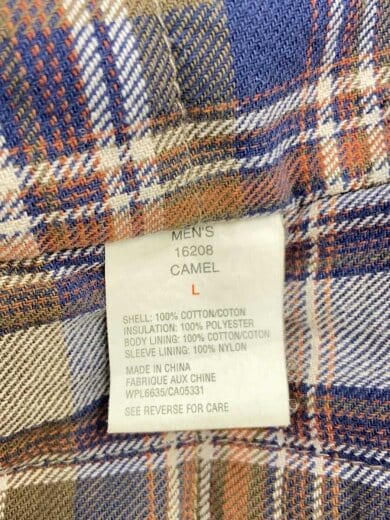 MEN'S
16208
CAMEL
L
SHELL: 100% COTTON/COTON
INSULATION: 100% POLYESTER
BODY LINING: 100% COTTON/COTON
SLEEVE LINING: 100% NYLON
MADE IN CHINA
FABRIQUE AUX CHINE
WPL6635/CA05331
SEE REVERSE FOR CARE